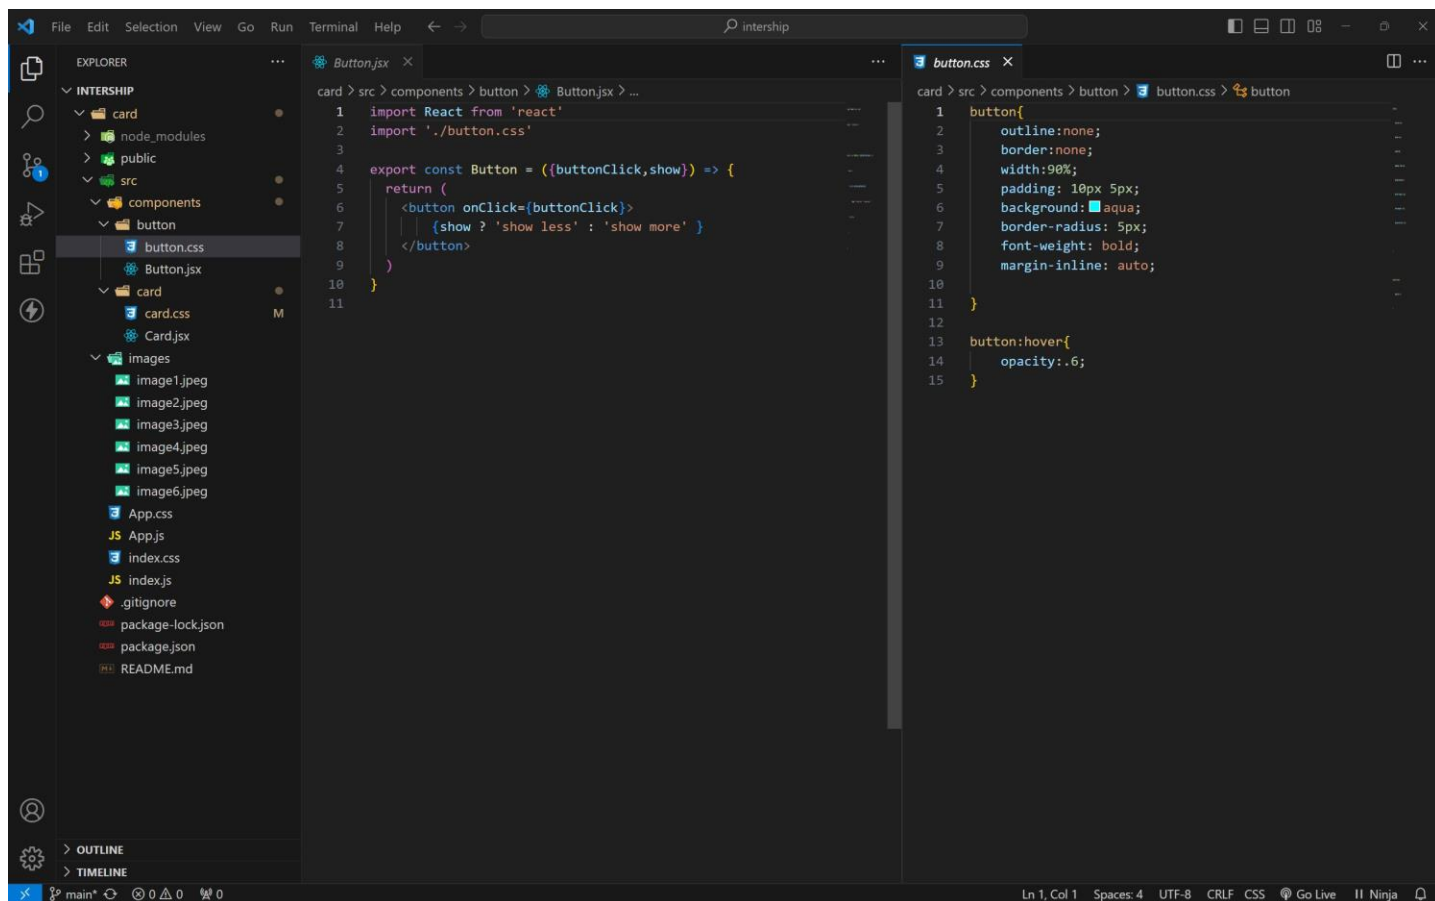 File Edit Selection View Go Run Terminal Help intership
EXPLORER
INTERSHIP
card
node_modules
public
src
components
button
button.css
Button.jsx
card
card.css M
Card.jsx
images
image1.jpeg
image2.jpeg
image3.jpeg
image4.jpeg
image5.jpeg
image6.jpeg
App.css
JS App.js
index.css
JS index.js
.gitignore
package-lock.json
package.json
README.md
OUTLINE
TIMELINE
Button.jsx
card > src > components > button > Button.jsx > ...
1 import React from 'react'
2 import './button.css'
3
4 export const Button = ({buttonClick,show}) => {
5 return (
6 <button onClick={buttonClick}>
7 {show ? 'show less' : 'show more' }
8 </button>
9 )
10 }
11
button.css
card > src > components > button > button.css > button
1 button{
2 outline:none;
3 border:none;
4 width:90%;
5 padding: 10px 5px;
6 background: aqua;
7 border-radius: 5px;
8 font-weight: bold;
9 margin-inline: auto;
10
11 }
12
13 button:hover{
14 opacity:.6;
15 }
1
main* 0 0 0 Ln 1, Col 1 Spaces: 4 UTF-8 CRLF CSS Go Live Ninja